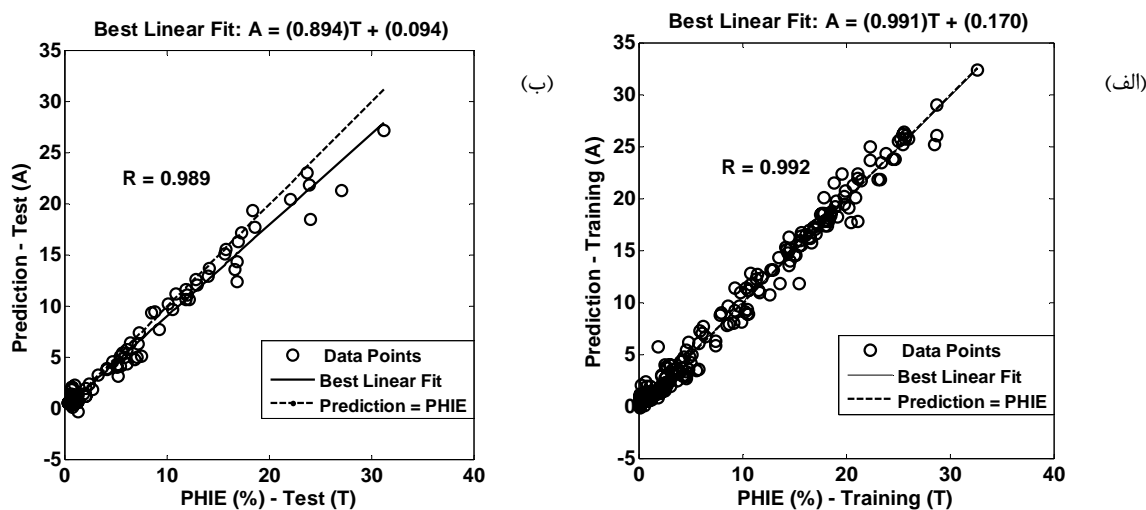 Best Linear Fit: A = (0.894)T + (0.094)
(ب)
R = 0.989
Prediction - Test (A)
35
30
25
20
15
10
5
0
-5
Data Points
Best Linear Fit
Prediction = PHIE
0 10 20 30 40
PHIE (%) - Test (T)
Best Linear Fit: A = (0.991)T + (0.170)
(الف)
R = 0.992
Prediction - Training (A)
35
30
25
20
15
10
5
0
-5
Data Points
Best Linear Fit
Prediction = PHIE
0 10 20 30 40
PHIE (%) - Training (T)